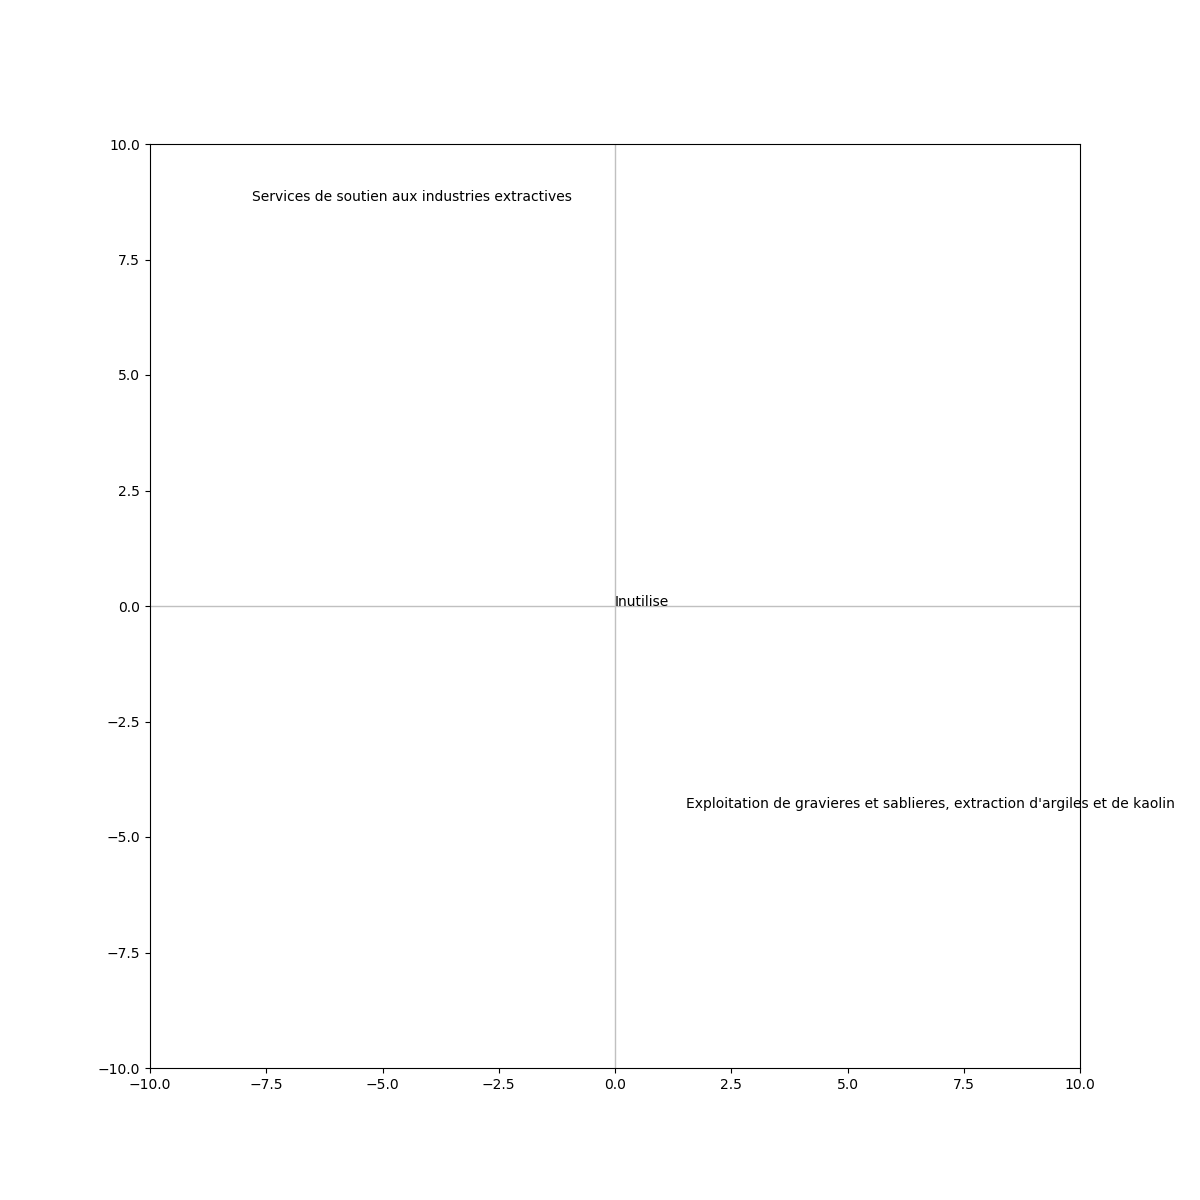 10.0
Services de soutien aux industries extractives
7.5
5.0
2.5
Inutilise
0.0
−2.5
Exploitation de gravieres et sablieres, extraction d'argiles et de kaolin
−5.0
−7.5
−10.0
−10.0 −7.5 −5.0 −2.5 0.0 2.5 5.0 7.5 10.0